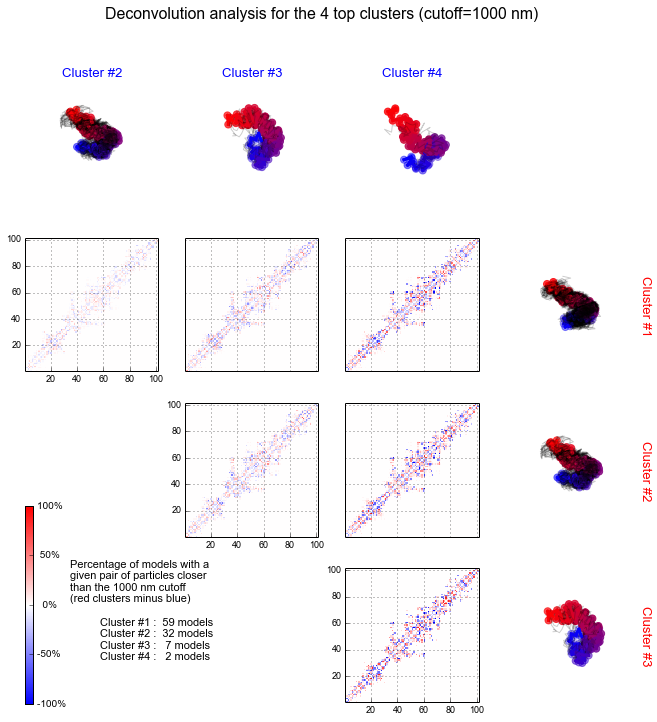 Deconvolution analysis for the 4 top clusters (cutoff=1000 nm)
Cluster #2 Cluster #3 Cluster #4
100
80
60
40
20
20 40 60 80 100
Cluster #1
100
80
60
40
20
20 40 60 80 100
Cluster #2
100%
50%
0%
-50%
-100%
Percentage of models with a
given pair of particles closer
than the 1000 nm cutoff
(red clusters minus blue)
Cluster #1 : 59 models
Cluster #2 : 32 models
Cluster #3 : 7 models
Cluster #4 : 2 models
100
80
60
40
20
20 40 60 80 100
Cluster #3